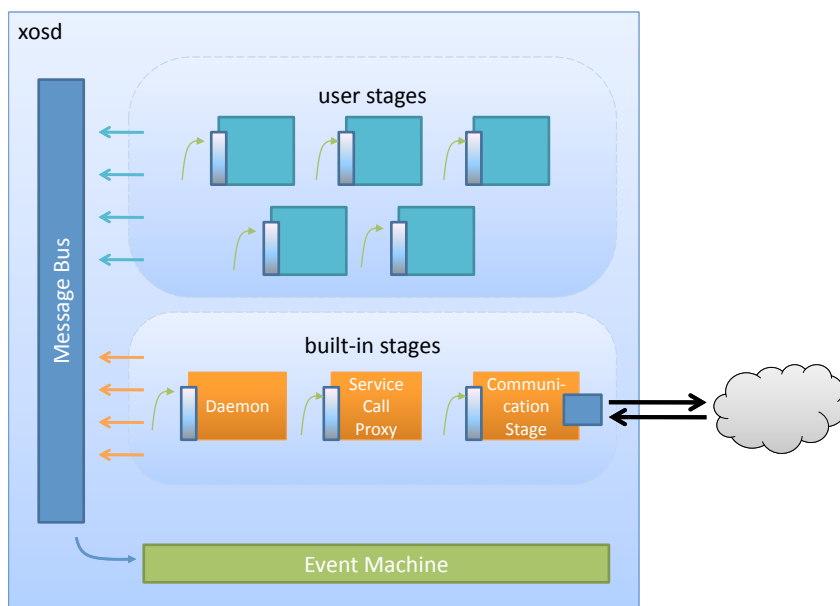 xosd
user stages
Message Bus
built-in stages
Daemon
Service
Call
Proxy
Communi-
cation
Stage
Event Machine